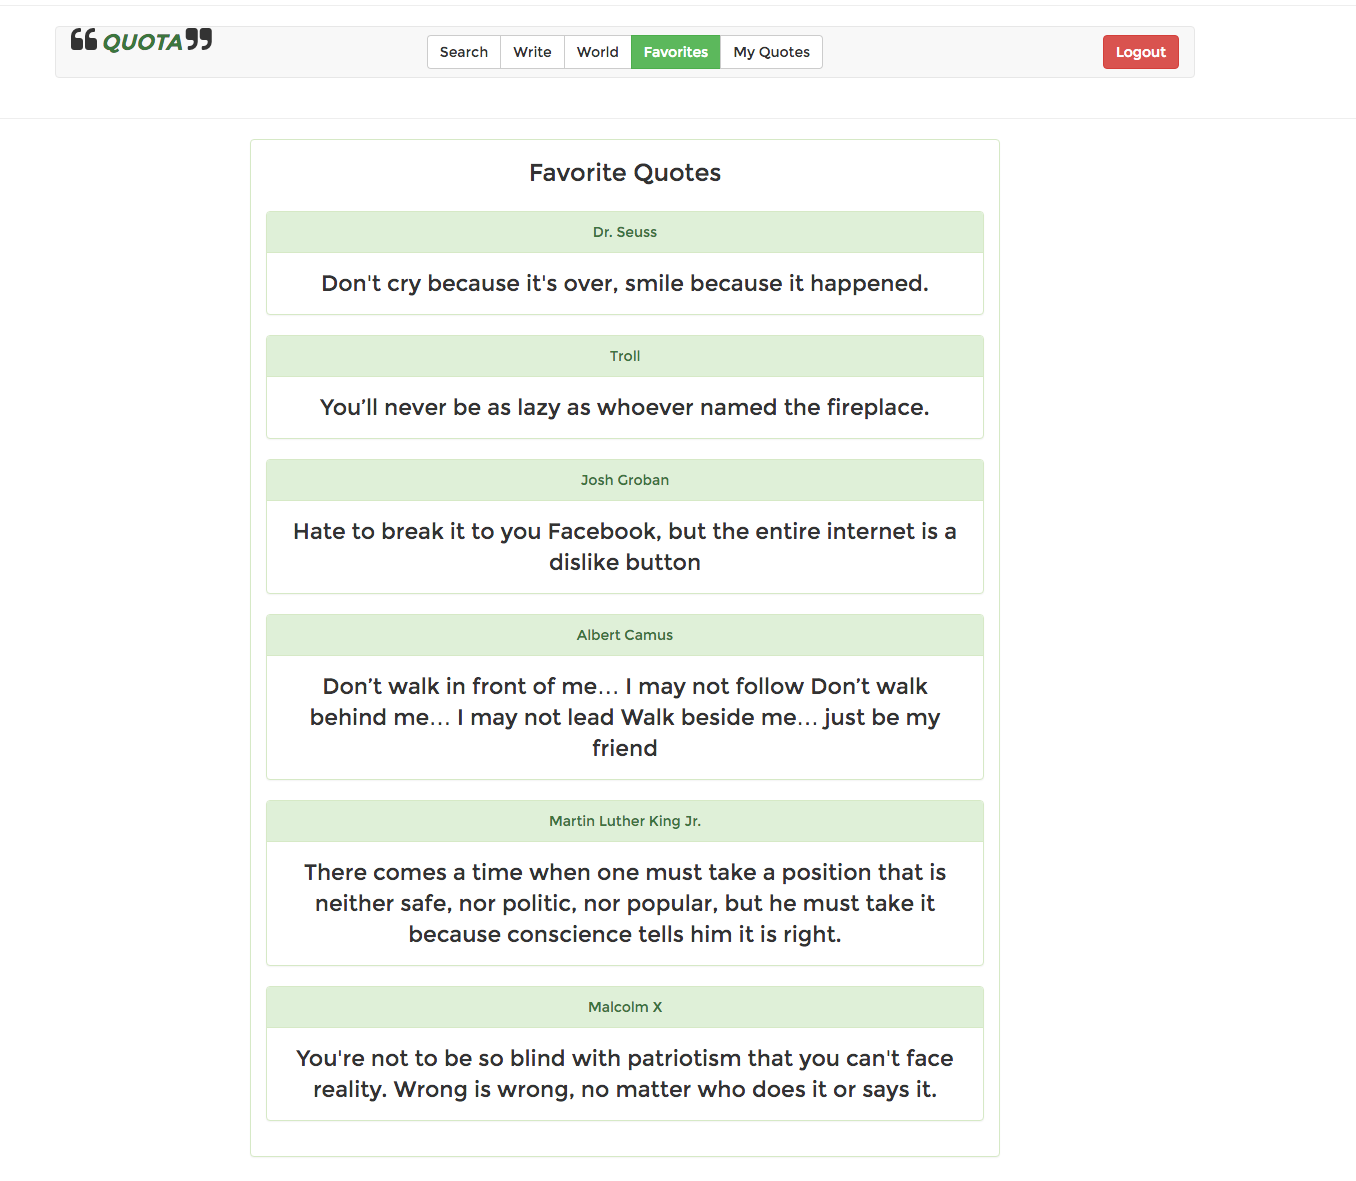 ❝ QUOTA ❞
Search Write World Favorites My Quotes Logout
Favorite Quotes
Dr. Seuss
Don't cry because it's over, smile because it happened.
Troll
You’ll never be as lazy as whoever named the fireplace.
Josh Groban
Hate to break it to you Facebook, but the entire internet is a
dislike button
Albert Camus
Don’t walk in front of me… I may not follow Don’t walk
behind me… I may not lead Walk beside me… just be my
friend
Martin Luther King Jr.
There comes a time when one must take a position that is
neither safe, nor politic, nor popular, but he must take it
because conscience tells him it is right.
Malcolm X
You're not to be so blind with patriotism that you can't face
reality. Wrong is wrong, no matter who does it or says it.